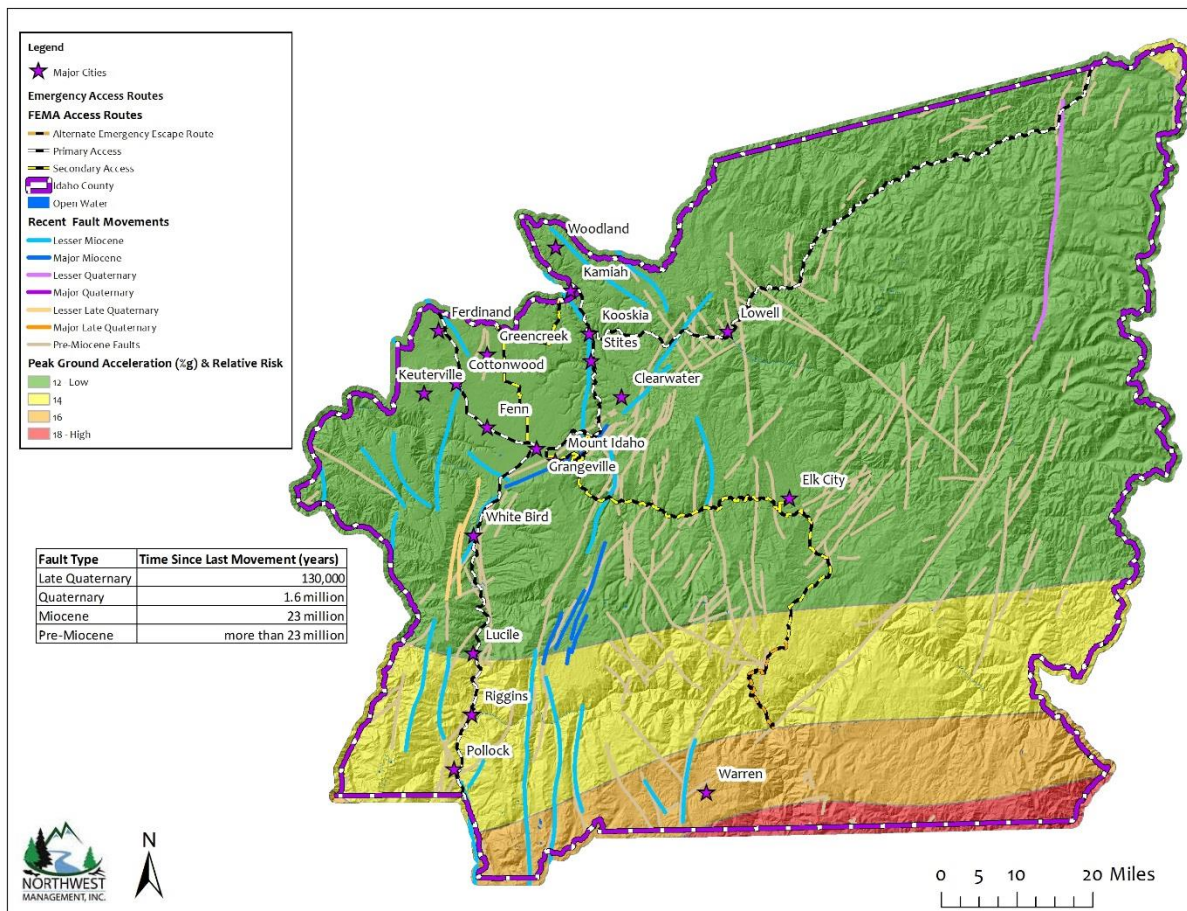 Legend
Major Cities
Emergency Access Routes
FEMA Access Routes
Alternate Emergency Escape Route
Primary Access
Secondary Access
Idaho County
Open Water
Recent Fault Movements
Lesser Miocene
Major Miocene
Lesser Quaternary
Major Quaternary
Lesser Late Quaternary
Major Late Quaternary
Pre-Miocene Faults
Peak Ground Acceleration (%g) & Relative Risk
12 Low
14
16
18 - High
Woodland
Kamiah
Ferdinand
Kooskia
Lowell
Greencreek
Stites
Cottonwood
Keuterville
Clearwater
Fenn
Mount Idaho
Grangeville
Elk City
White Bird
Lucile
Riggins
Pollock
Warren
Fault Type Time Since Last Movement (years)
Late Quaternary 130,000
Quaternary 1.6 million
Miocene 23 million
Pre-Miocene more than 23 million
NORTHWEST
MANAGEMENT, INC.
N
0 5 10 20 Miles